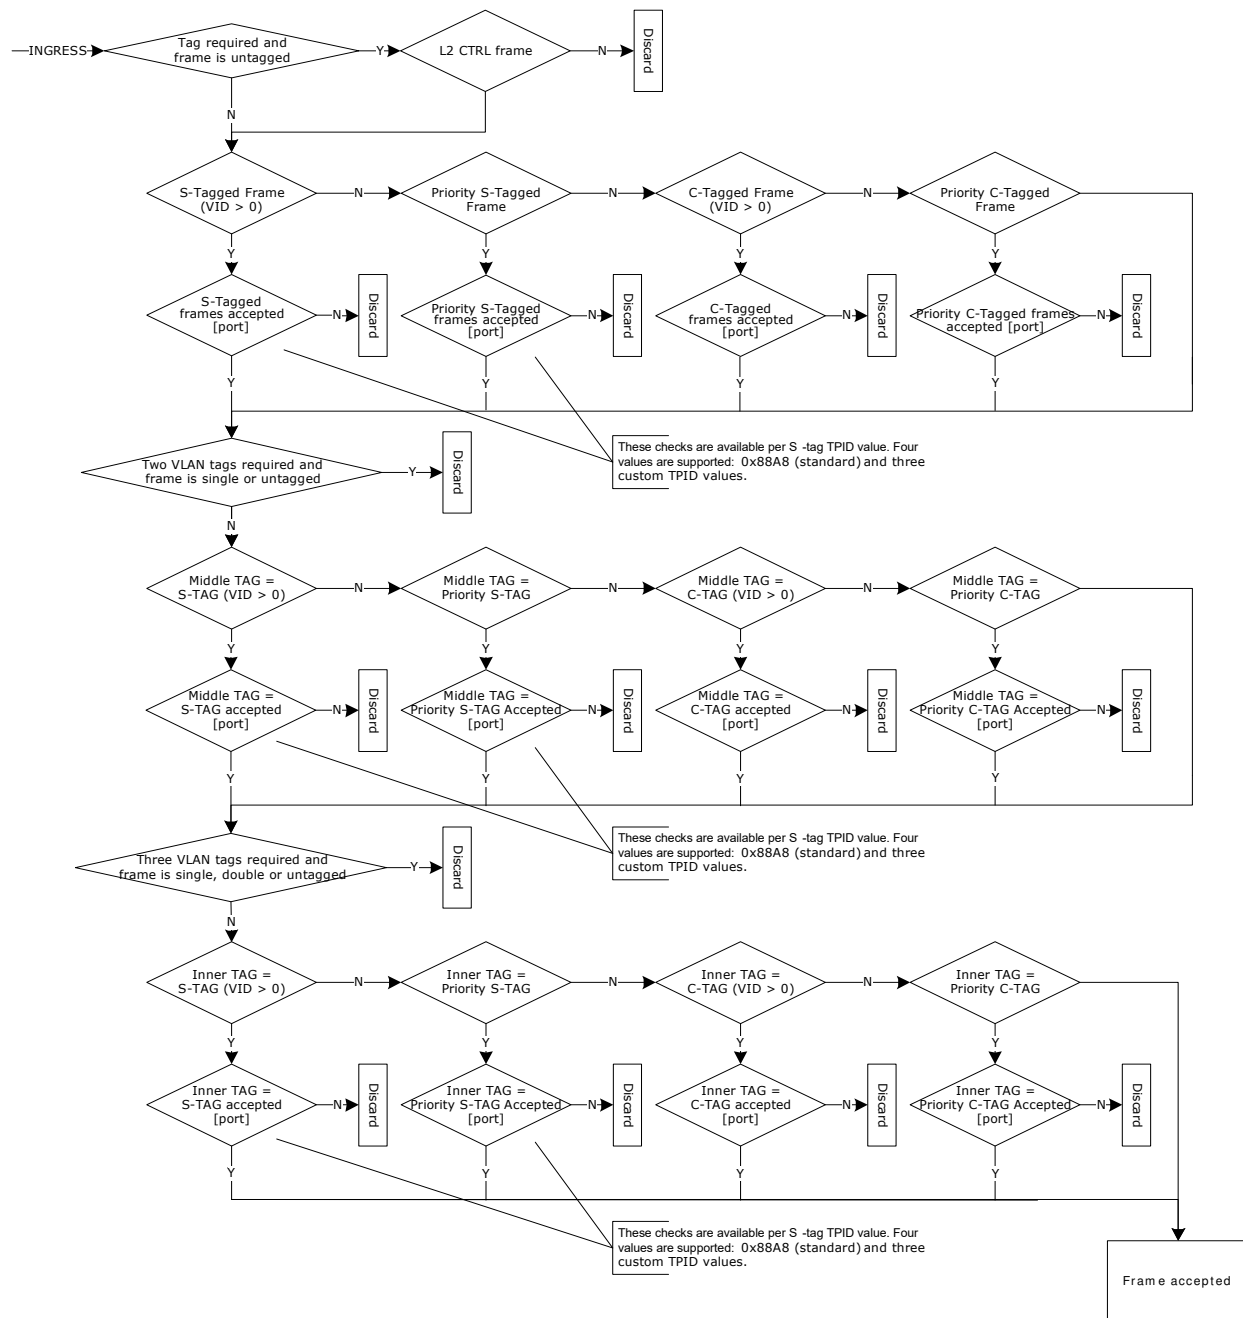 INGRESS
Tag required and
frame is untagged
Y
L2 CTRL frame
N
Discard
N
S-Tagged Frame
(VID > 0)
N
Priority S-Tagged
Frame
N
C-Tagged Frame
(VID > 0)
N
Priority C-Tagged
Frame
Y
Y
Y
Y
S-Tagged
frames accepted
[port]
N
Discard
Priority S-Tagged
frames accepted
[port]
N
Discard
C-Tagged
frames accepted
[port]
N
Discard
Priority C-Tagged frames
accepted [port]
N
Discard
Y
Y
Y
Y
These checks are available per S -tag TPID value. Four
values are supported: 0x88A8 (standard) and three
custom TPID values.
Two VLAN tags required and
frame is single or untagged
Y
Discard
N
Middle TAG =
S-TAG (VID > 0)
N
Middle TAG =
Priority S-TAG
N
Middle TAG =
C-TAG (VID > 0)
N
Middle TAG =
Priority C-TAG
Y
Y
Y
Y
Middle TAG =
S-TAG accepted
[port]
N
Discard
Middle TAG =
Priority S-TAG Accepted
[port]
N
Discard
Middle TAG =
C-TAG accepted
[port]
N
Discard
Middle TAG =
Priority C-TAG Accepted
[port]
N
Discard
Y
Y
Y
Y
These checks are available per S -tag TPID value. Four
values are supported: 0x88A8 (standard) and three
custom TPID values.
Three VLAN tags required and
frame is single, double or untagged
Y
Discard
N
Inner TAG =
S-TAG (VID > 0)
N
Inner TAG =
Priority S-TAG
N
Inner TAG =
C-TAG (VID > 0)
N
Inner TAG =
Priority C-TAG
Y
Y
Y
Y
Inner TAG =
S-TAG accepted
[port]
N
Discard
Inner TAG =
Priority S-TAG Accepted
[port]
N
Discard
Inner TAG =
C-TAG accepted
[port]
N
Discard
Inner TAG =
Priority C-TAG Accepted
[port]
N
Discard
Y
Y
Y
Y
These checks are available per S -tag TPID value. Four
values are supported: 0x88A8 (standard) and three
custom TPID values.
Frame accepted